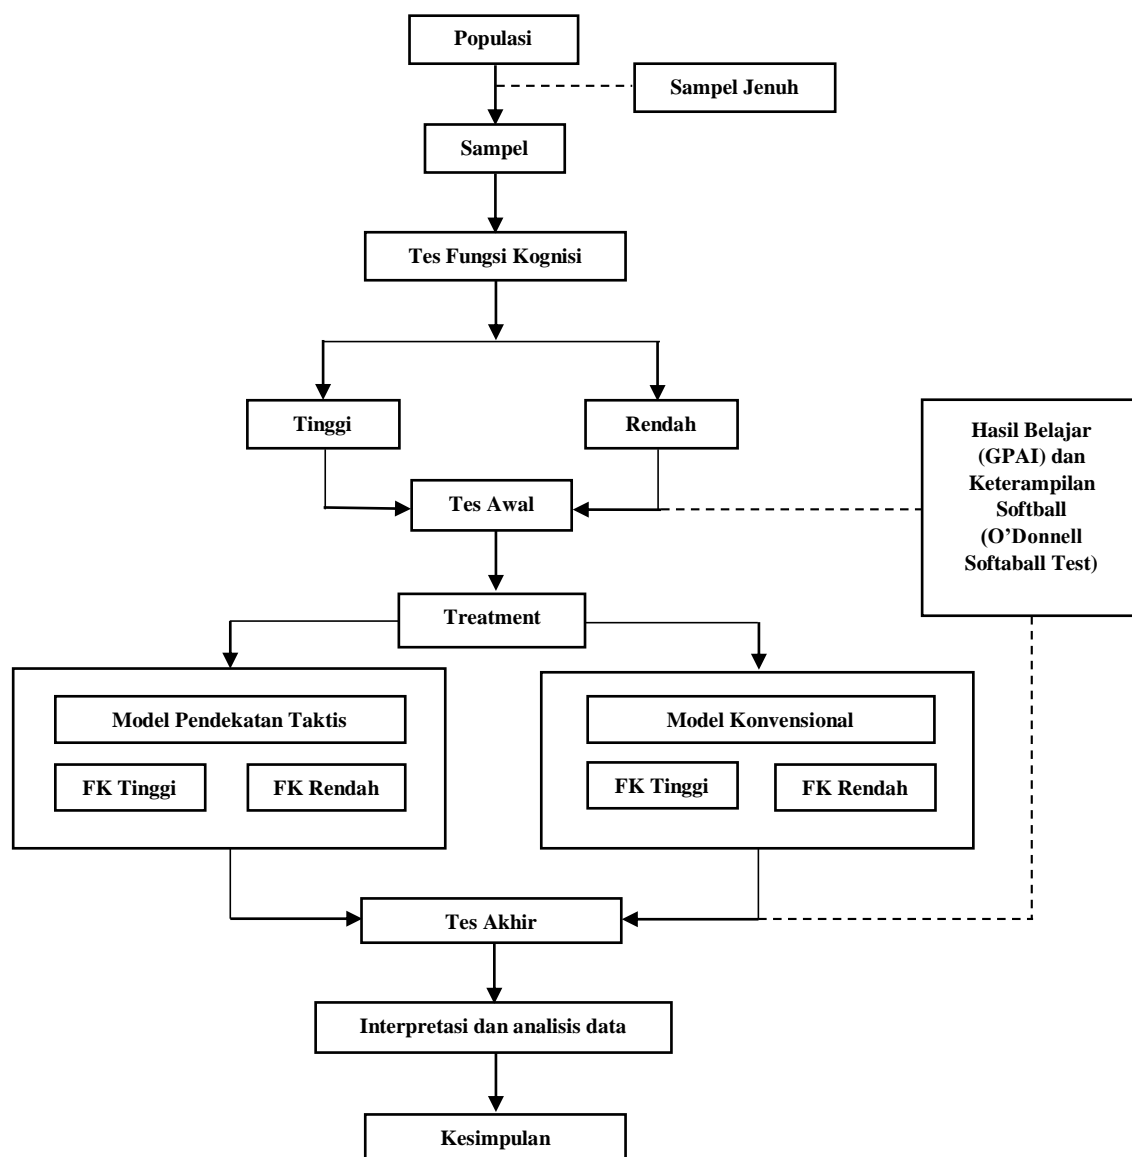 Populasi
Sampel Jenuh
Sampel
Tes Fungsi Kognisi
Tinggi
Rendah
Hasil Belajar
(GPAI) dan
Keterampilan
Softball
(O’Donnell
Softaball Test)
Tes Awal
Treatment
Model Pendekatan Taktis
FK Tinggi
FK Rendah
Model Konvensional
FK Tinggi
FK Rendah
Tes Akhir
Interpretasi dan analisis data
Kesimpulan